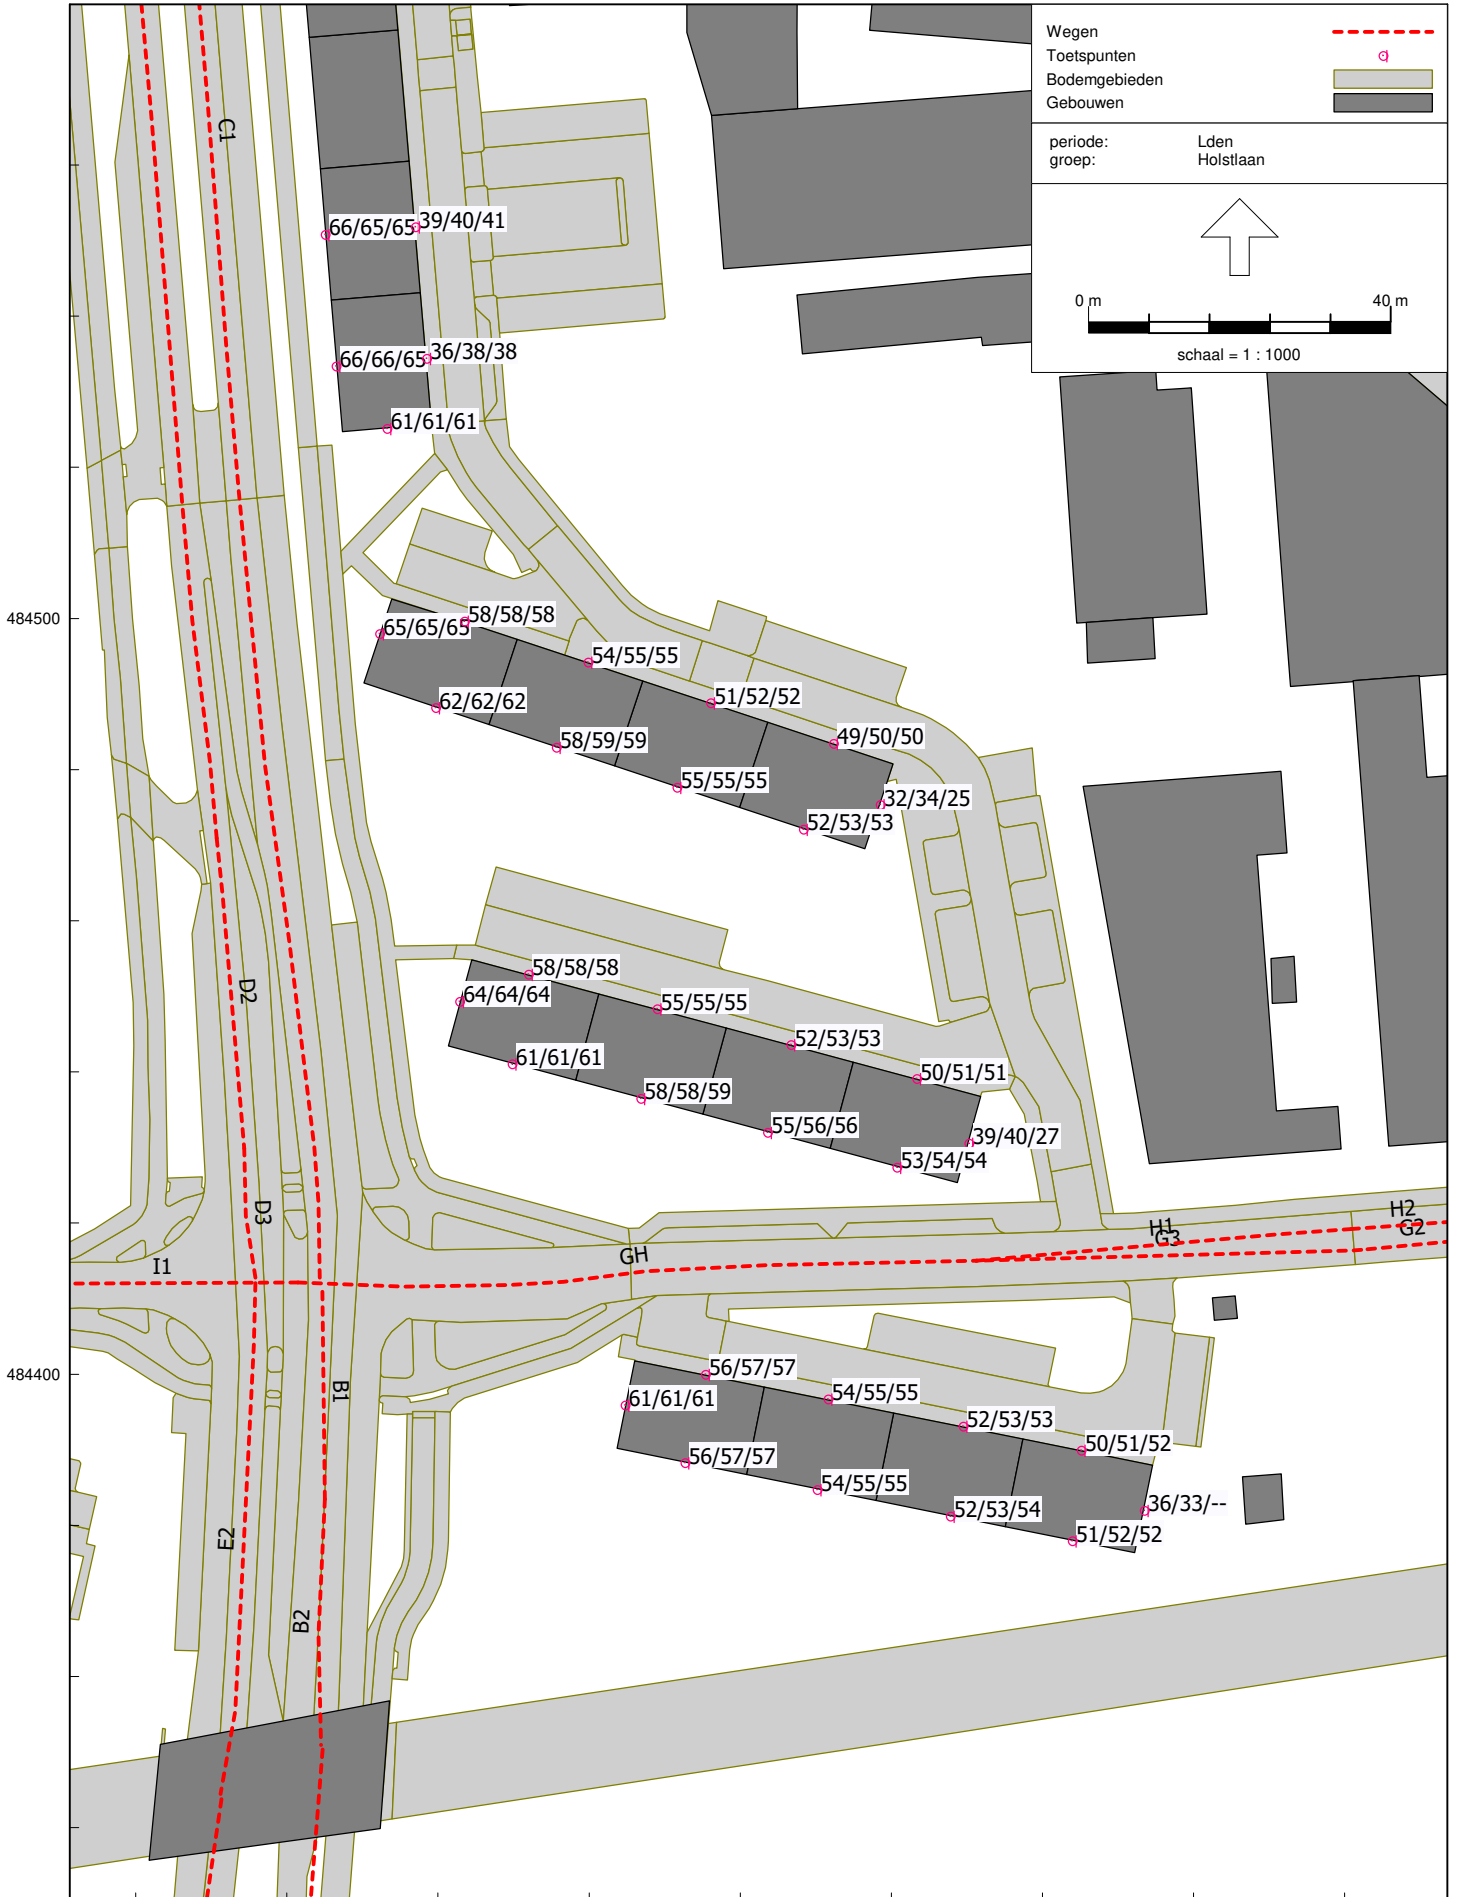 Wegen
Toetspunten
Bodemgebieden
Gebouwen
periode: Lden
groep: Holstlaan
0 m 40 m
schaal = 1 : 1000
C1
66/65/65 39/40/41
66/66/65 36/38/38
61/61/61
484500
58/58/58
65/65/65
54/55/55
62/62/62
51/52/52
58/59/59
49/50/50
55/55/55
32/34/25
52/53/53
58/58/58
D2
64/64/64
55/55/55
52/53/53
61/61/61
50/51/51
58/58/59
55/56/56
39/40/27
53/54/54
D3
H2
H1
G2
G3
GH
I1
484400
56/57/57
B1
61/61/61
54/55/55
52/53/53
50/51/52
56/57/57
54/55/55
36/33/--
52/53/54
51/52/52
E2
B2